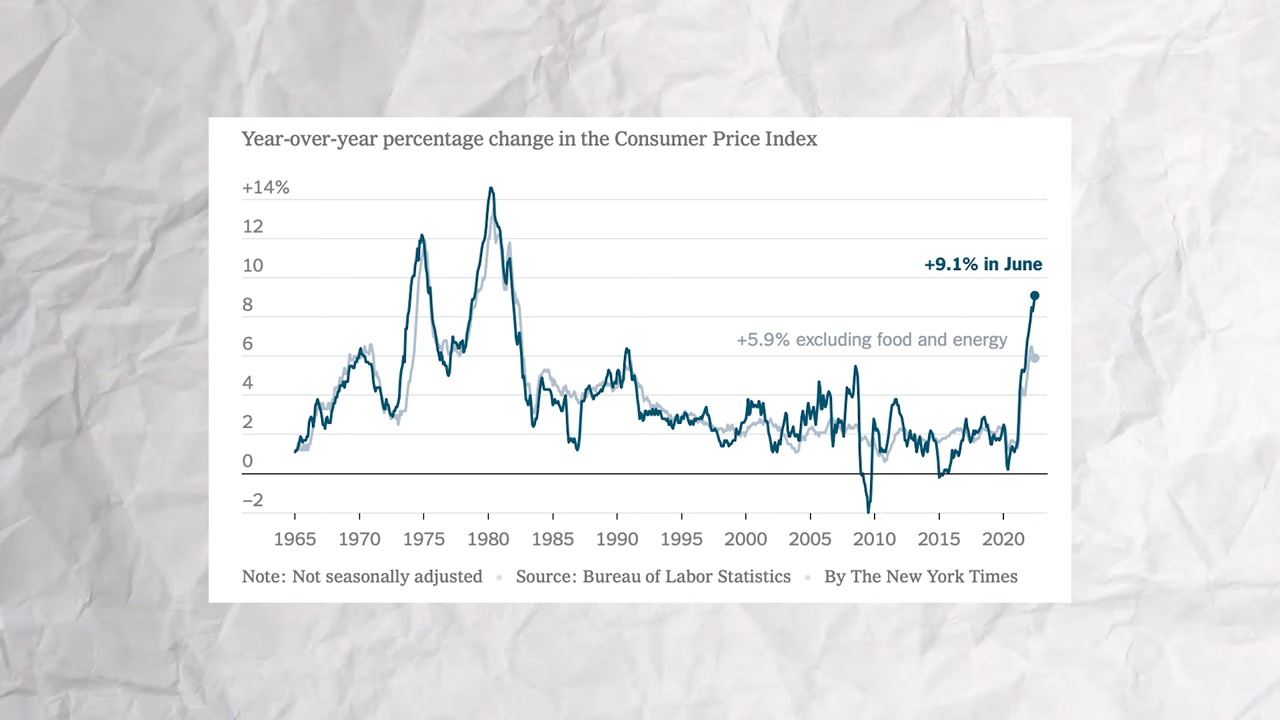 Year-over-year percentage change in the Consumer Price Index
+14%
12
10
+9.1% in June
8
+5.9% excluding food and energy
6
4
2
0
–2
1965 1970 1975 1980 1985 1990 1995 2000 2005 2010 2015 2020
Note: Not seasonally adjusted • Source: Bureau of Labor Statistics • By The New York Times